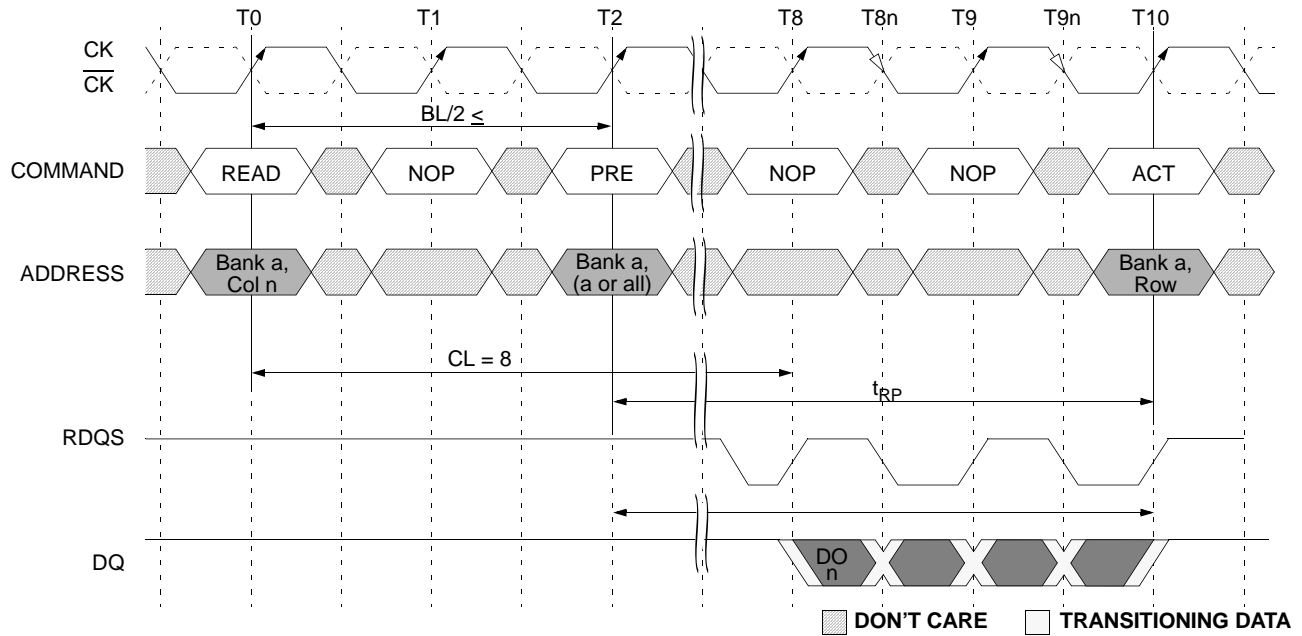 T0 T1 T2 T8 T8n T9 T9n T10
CK
CK
BL/2 ≤
COMMAND READ NOP PRE NOP NOP ACT
ADDRESS Bank a, Col n Bank a, (a or all) Bank a, Row
CL = 8
tRP
RDQS
DQ DO n
DON'T CARE TRANSITIONING DATA